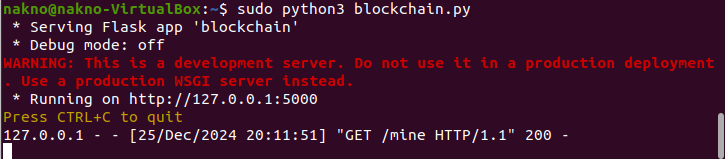 nakno@nakno-VirtualBox:~$ sudo python3 blockchain.py
 * Serving Flask app 'blockchain'
 * Debug mode: off
WARNING: This is a development server. Do not use it in a production deployment
. Use a production WSGI server instead.
 * Running on http://127.0.0.1:5000
Press CTRL+C to quit
127.0.0.1 - - [25/Dec/2024 20:11:51] "GET /mine HTTP/1.1" 200 -